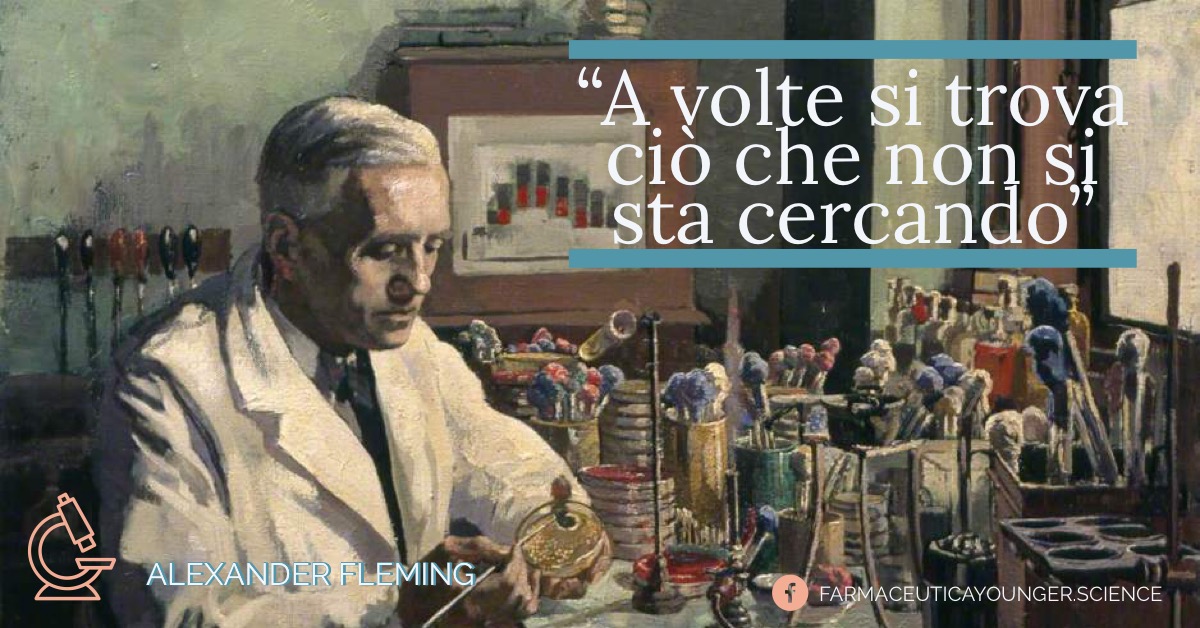 “A volte si trova
ciò che non si
sta cercando”
ALEXANDER FLEMING
FARMACEUTICAYOUNGER.SCIENCE